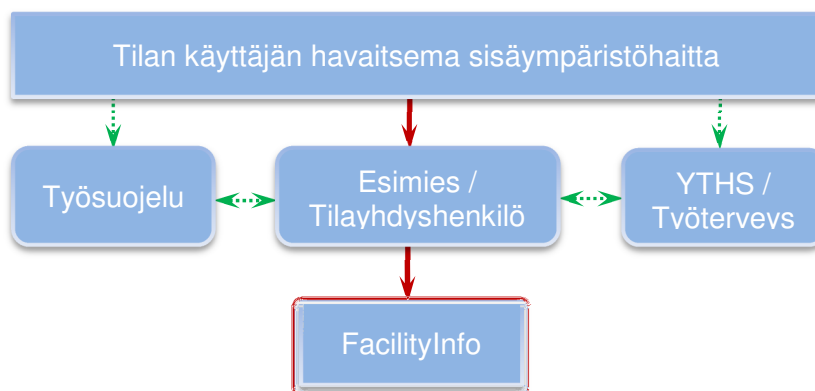 Tilan käyttäjän havaitsema sisäympäristöhaitta
Työsuojelu
Esimies /
Tilayhdyshenkilö
YTHS /
Työterveys
FacilityInfo